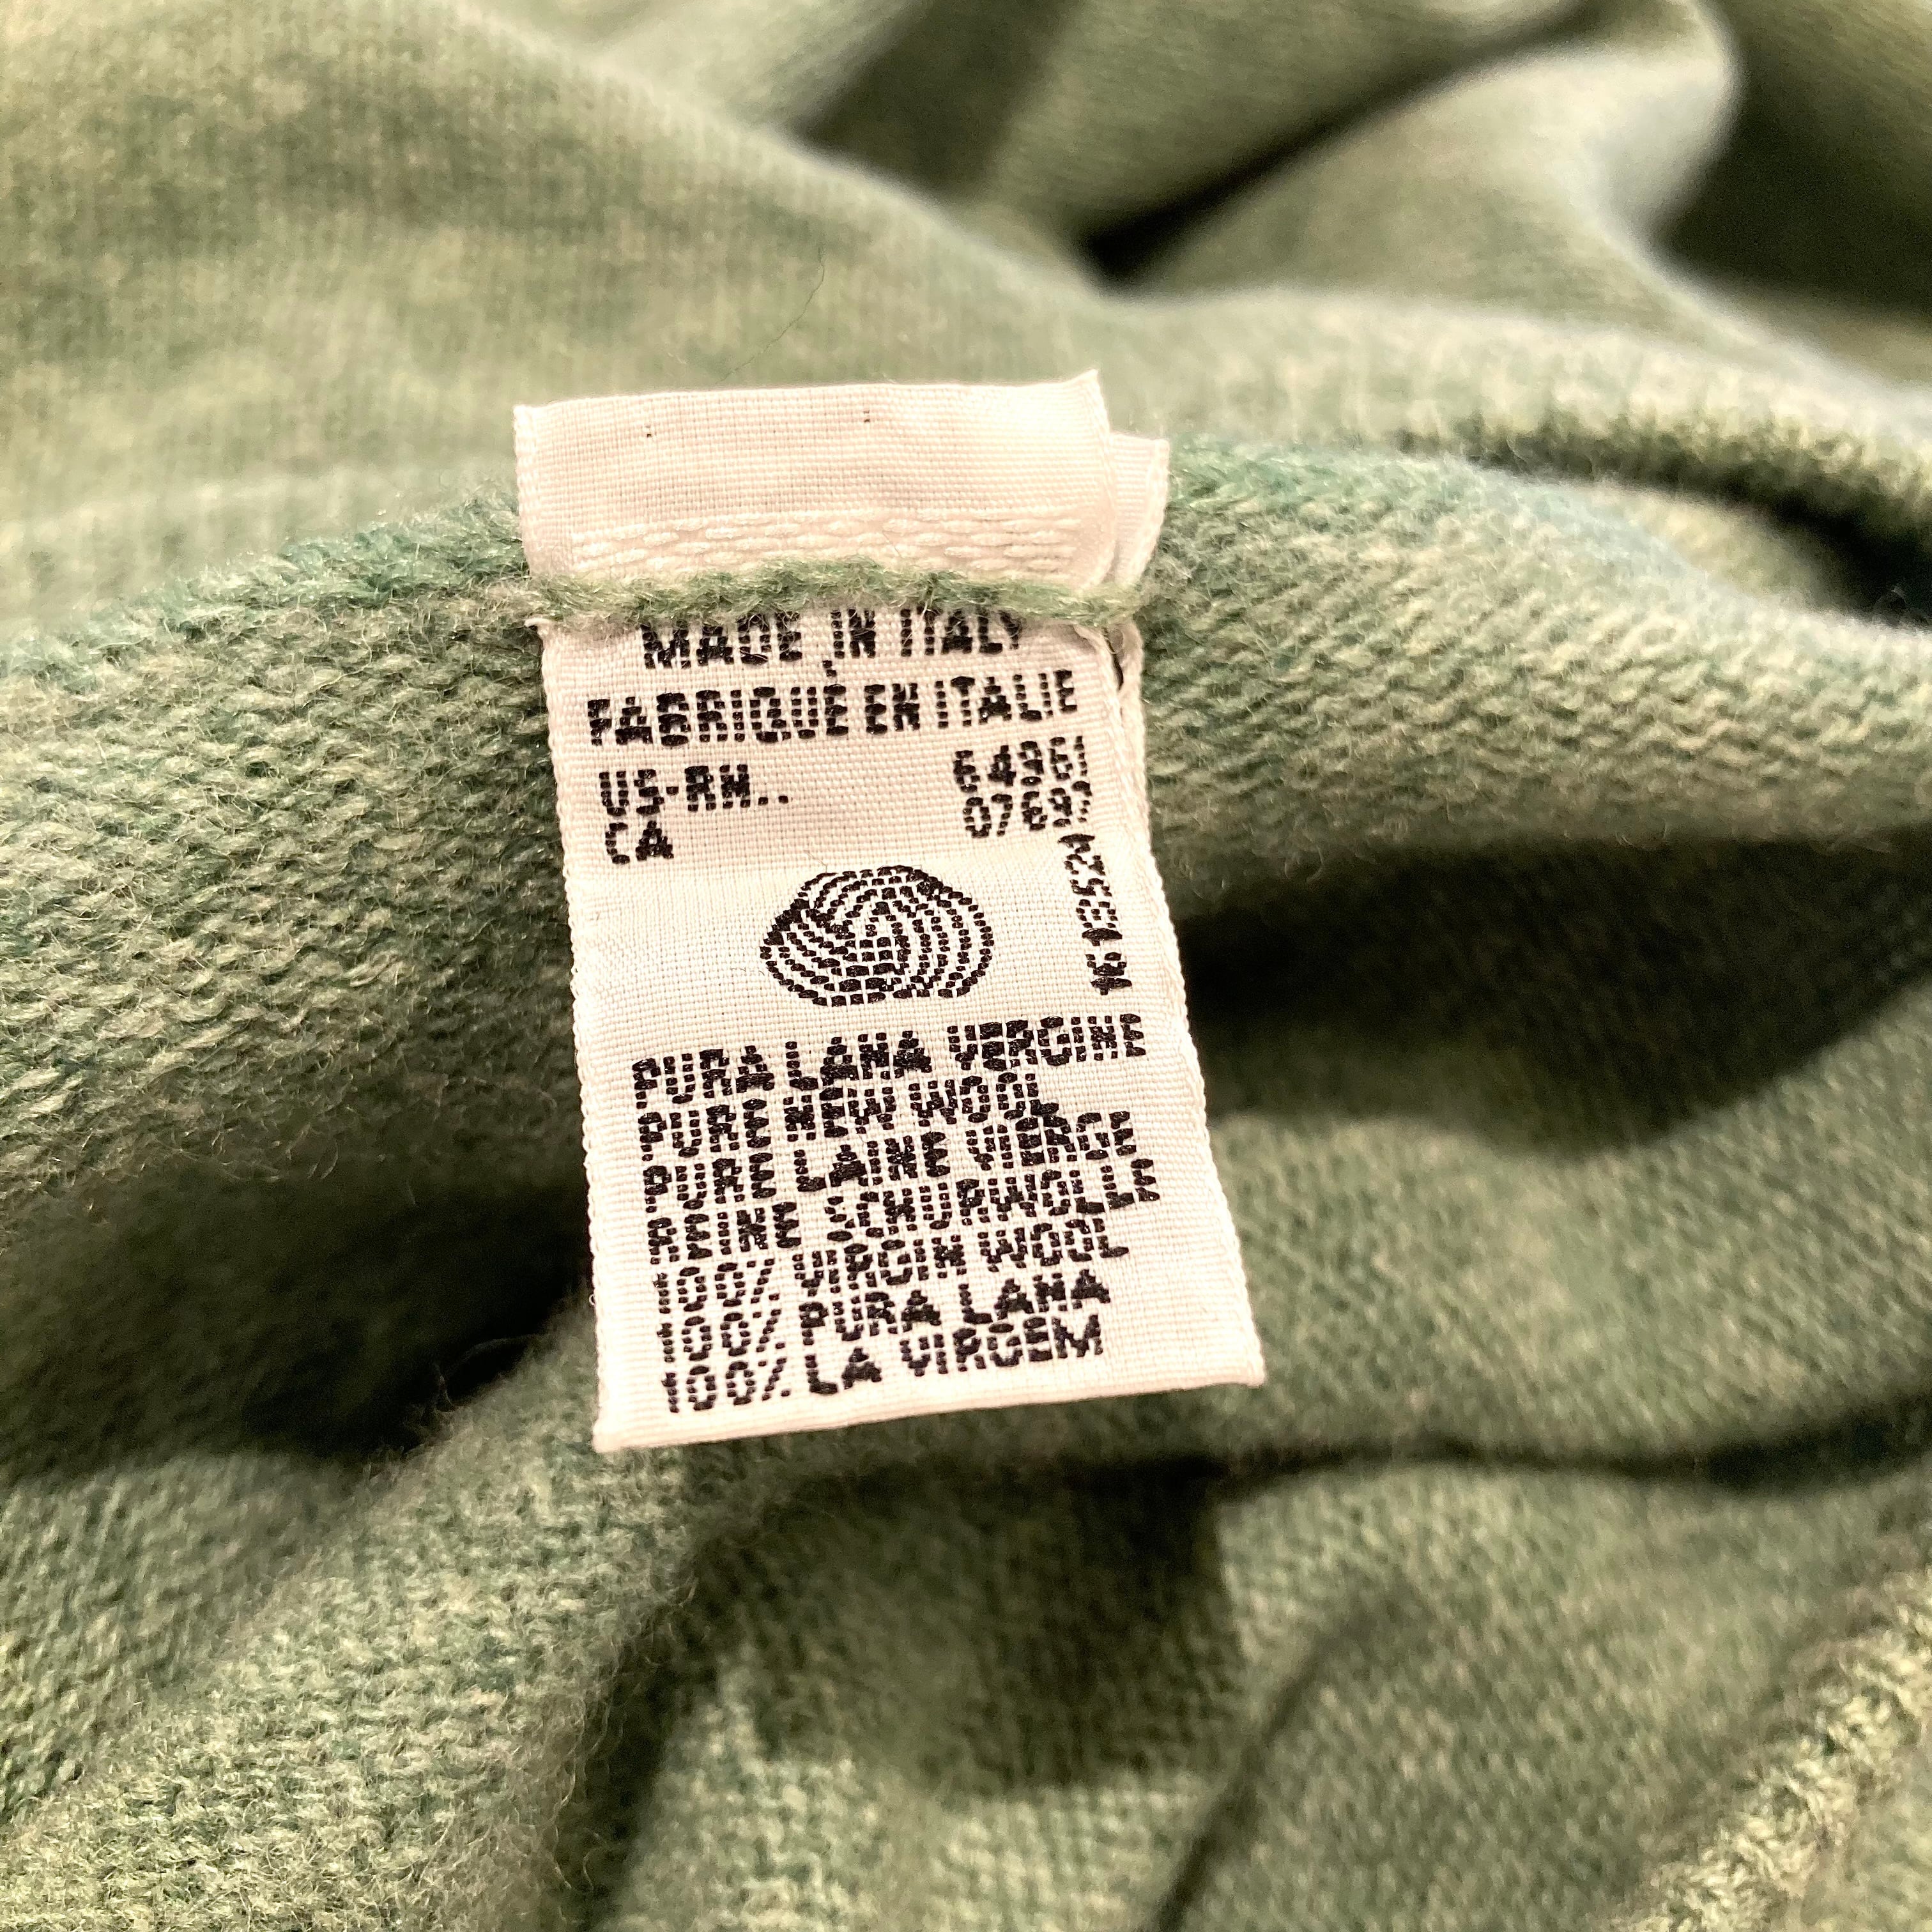 MADE IN ITALY
FABRIQUÉ EN ITALIE
US-RN.. 64961
CA
PURA LANA VERGINE
PURE NEW WOOL
PURE LAINE VIERGE
REINE SCHURWOLLE
100% VIRGIN WOOL
100% PURA LANA
100% LA VIRGEM